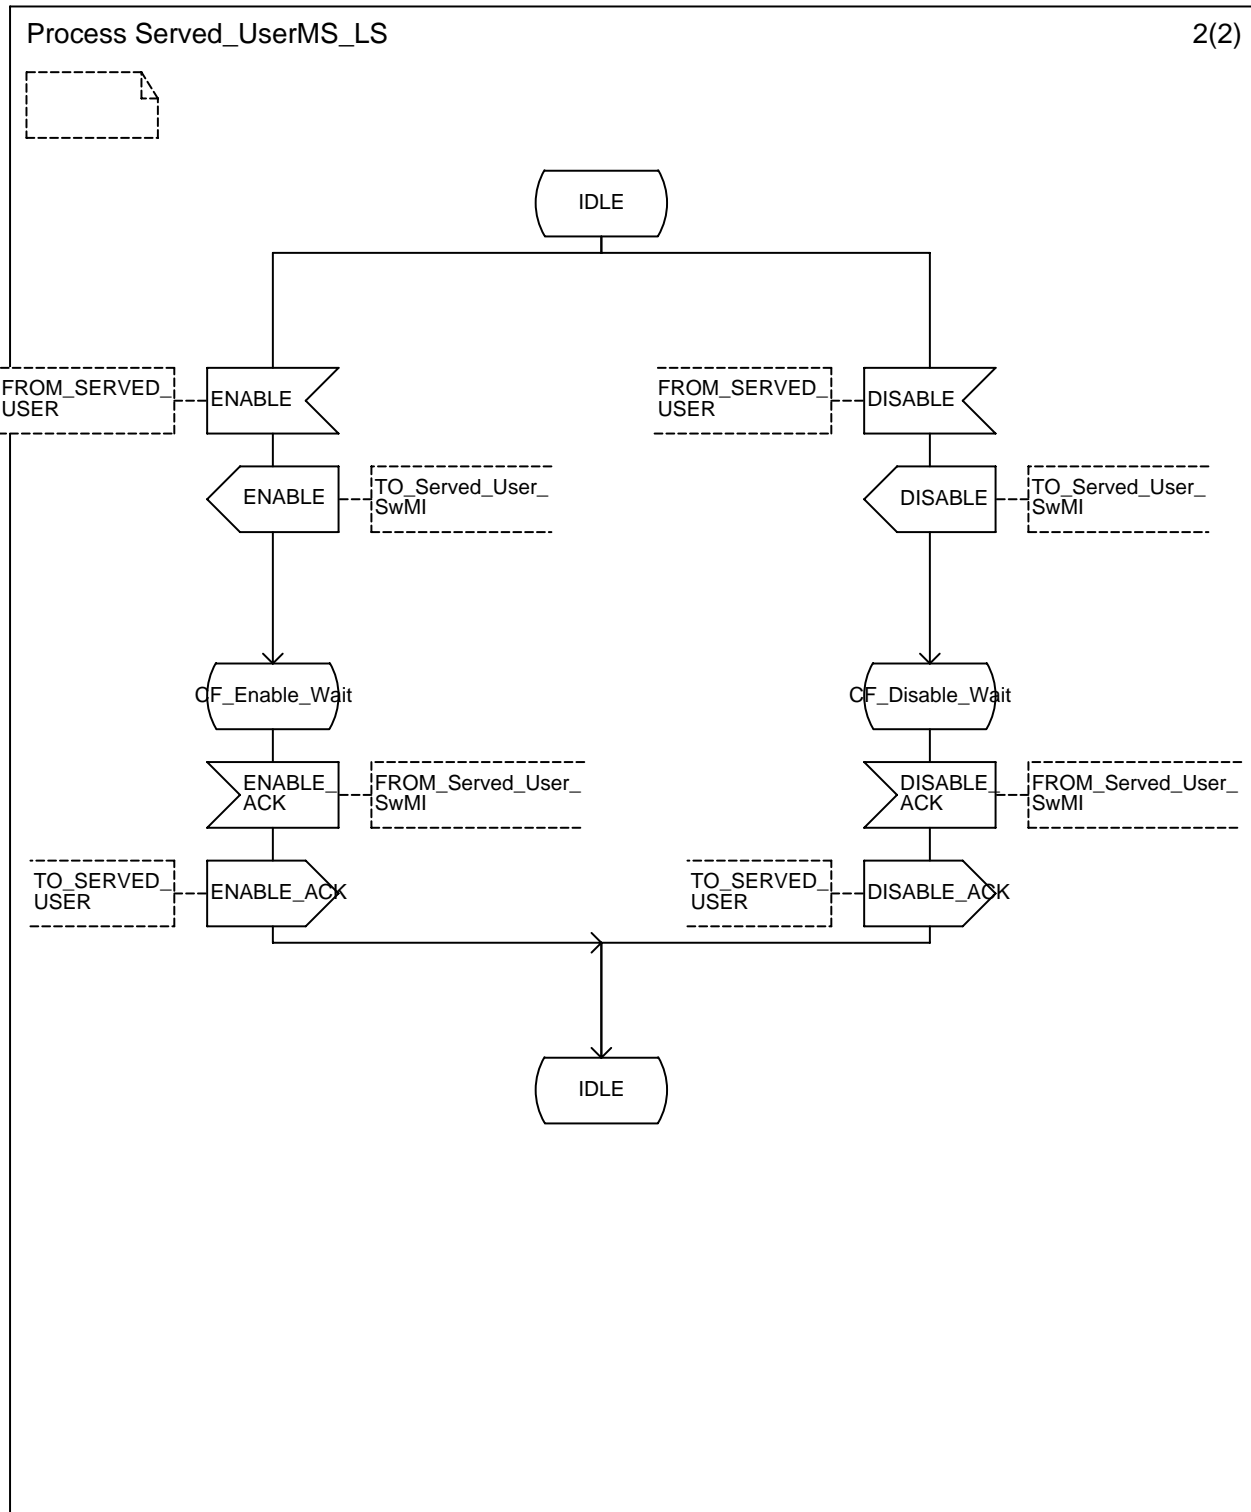 Process Served_UserMS_LS
2(2)
IDLE
FROM_SERVED_
USER
ENABLE
FROM_SERVED_
USER
DISABLE
ENABLE
TO_Served_User_
SwMI
DISABLE
TO_Served_User_
SwMI
CF_Enable_Wait
CF_Disable_Wait
ENABLE_
ACK
FROM_Served_User_
SwMI
DISABLE_
ACK
FROM_Served_User_
SwMI
TO_SERVED_
USER
ENABLE_ACK
TO_SERVED_
USER
DISABLE_ACK
IDLE